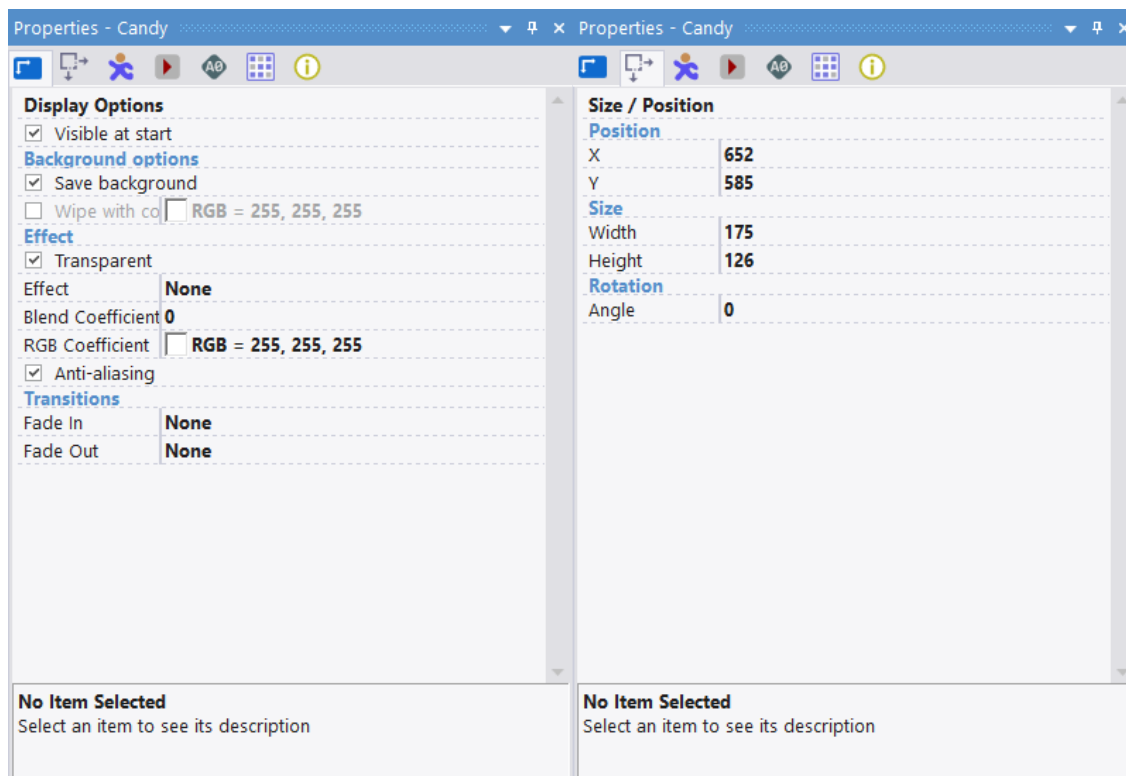 Properties - Candy
A0
Display Options
Visible at start
Background options
Save background
Wipe with co RGB = 255, 255, 255
Effect
Transparent
Effect None
Blend Coefficient 0
RGB Coefficient RGB = 255, 255, 255
Anti-aliasing
Transitions
Fade In None
Fade Out None
No Item Selected
Select an item to see its description
Properties - Candy
A0
Size / Position
Position
X 652
Y 585
Size
Width 175
Height 126
Rotation
Angle 0
No Item Selected
Select an item to see its description